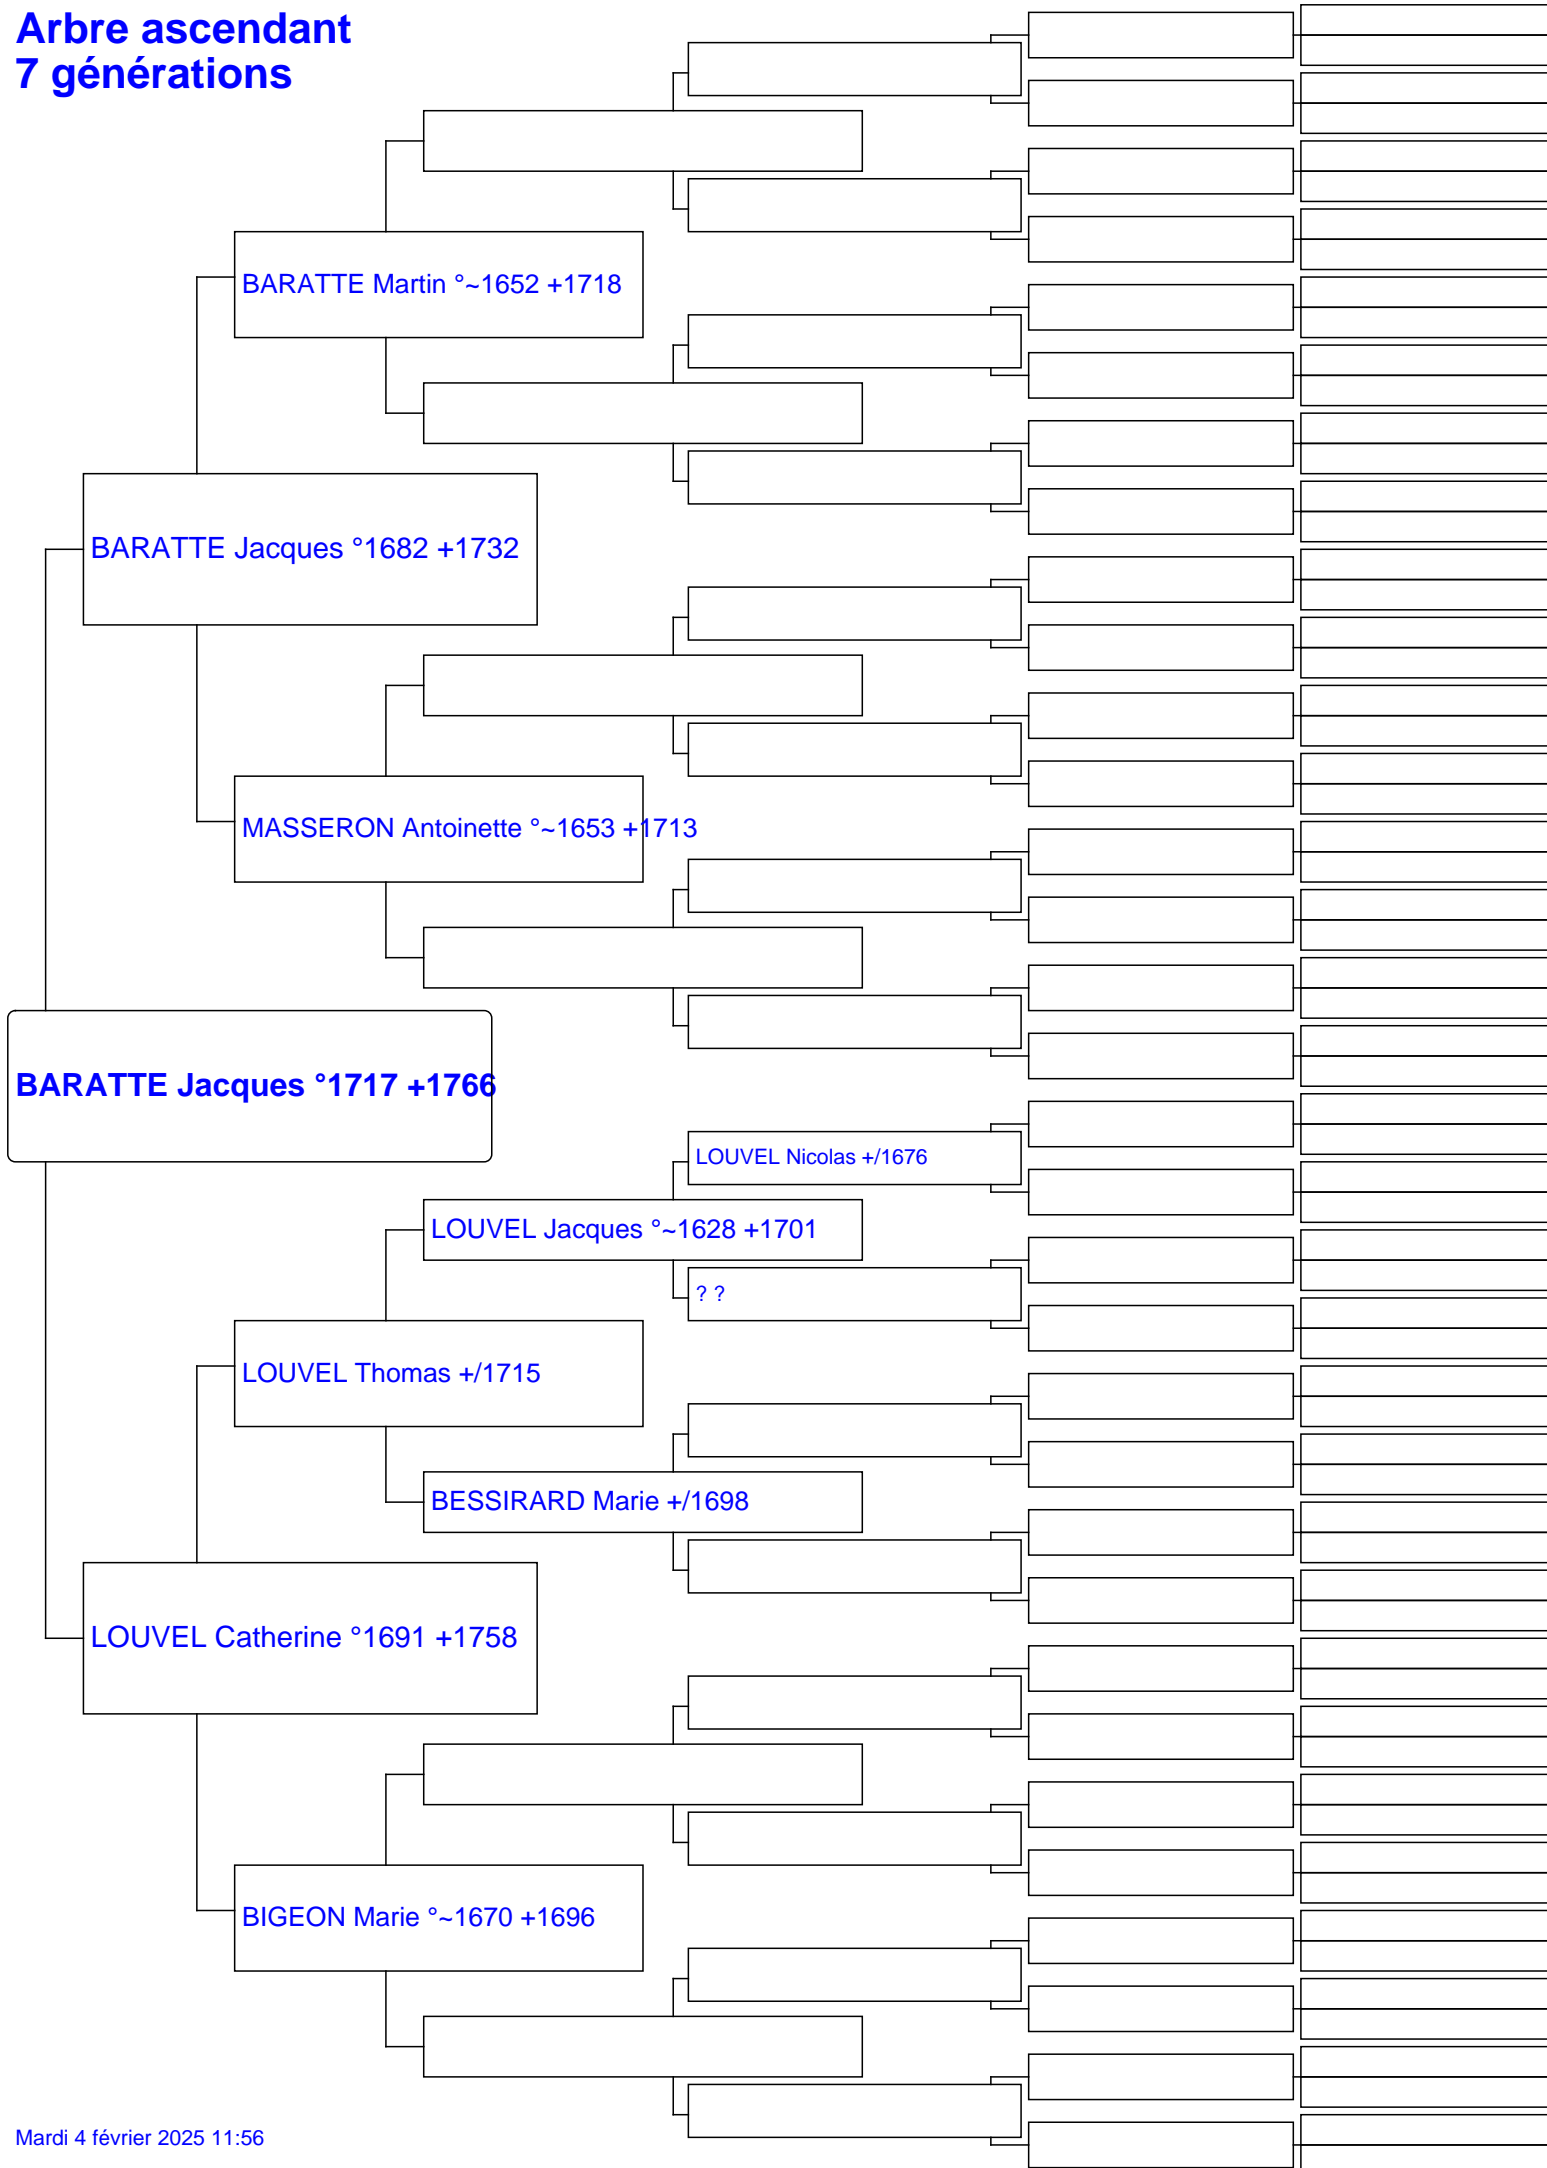 Arbre ascendant
7 générations
BARATTE Martin °~1652 +1718
BARATTE Jacques °1682 +1732
MASSERON Antoinette °~1653 +1713
BARATTE Jacques °1717 +1766
LOUVEL Nicolas +/1676
LOUVEL Jacques °~1628 +1701
? ?
LOUVEL Thomas +/1715
BESSIRARD Marie +/1698
LOUVEL Catherine °1691 +1758
BIGEON Marie °~1670 +1696
Mardi 4 février 2025 11:56